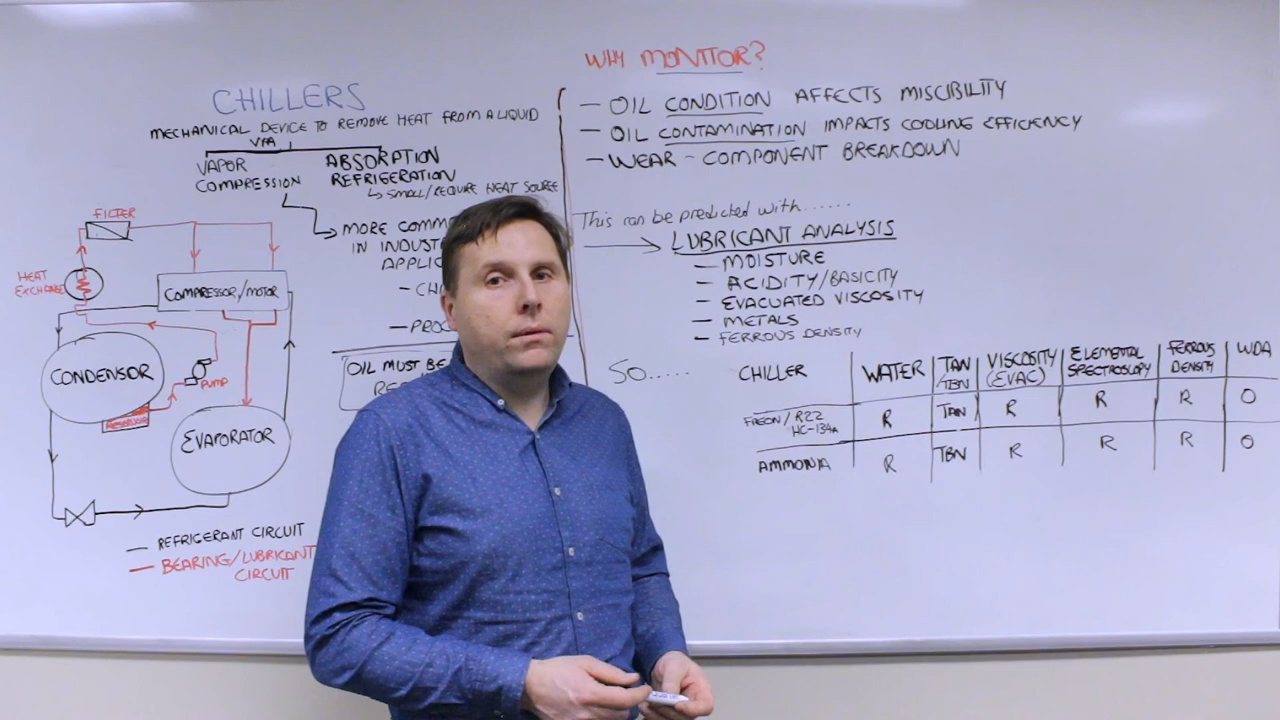 CHILLERS
MECHANICAL DEVICE TO REMOVE HEAT FROM A LIQUID
VIA
VAPOR
COMPRESSION
ABSORPTION
REFRIGERATION
↳ SMALL/REQUIRE HEAT SOURCE
MORE
IN
— PROC
OIL MUST BE
FILTER
HEAT
COMPRESSOR/MOTOR
CONDENSOR
PUMP
EVAPORATOR
— REFRIGERANT CIRCUIT
— BEARING/LUBRICANT
CIRCUIT
WHY MONITOR?
— OIL CONDITION AFFECTS MISCIBILITY
— OIL CONTAMINATION IMPACTS COOLING EFFICIENCY
— WEAR - COMPONENT BREAKDOWN
This can be predicted with......
LUBRICANT ANALYSIS
— MOISTURE
— ACIDITY/BASICITY
— EVACUATED VISCOSITY
— METALS
— FERROUS DENSITY
SO.....
CHILLER WATER TAN/TBN VISCOSITY (EVAC) ELEMENTAL SPECTROSCOPY FERROUS DENSITY WDA
FREON/R22 HC-134A R TAN R R R O
AMMONIA R TBN R R R O